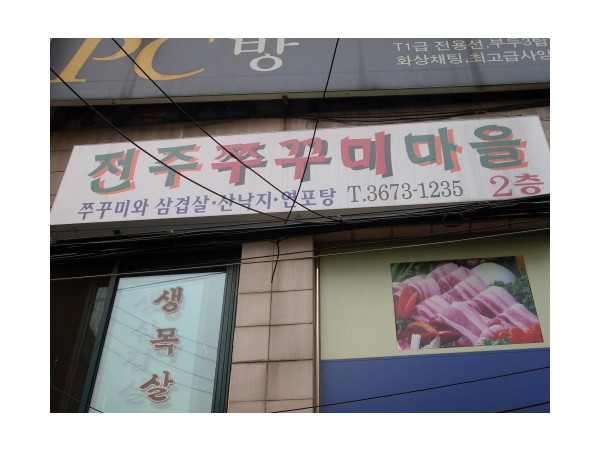 PC방
T1급 전용선,부두3탑
화상채팅,최고급사양
전주쭈꾸미마을
쭈꾸미와 삼겹살·산낙지·연포탕 T.3673-1235 2층
생목살